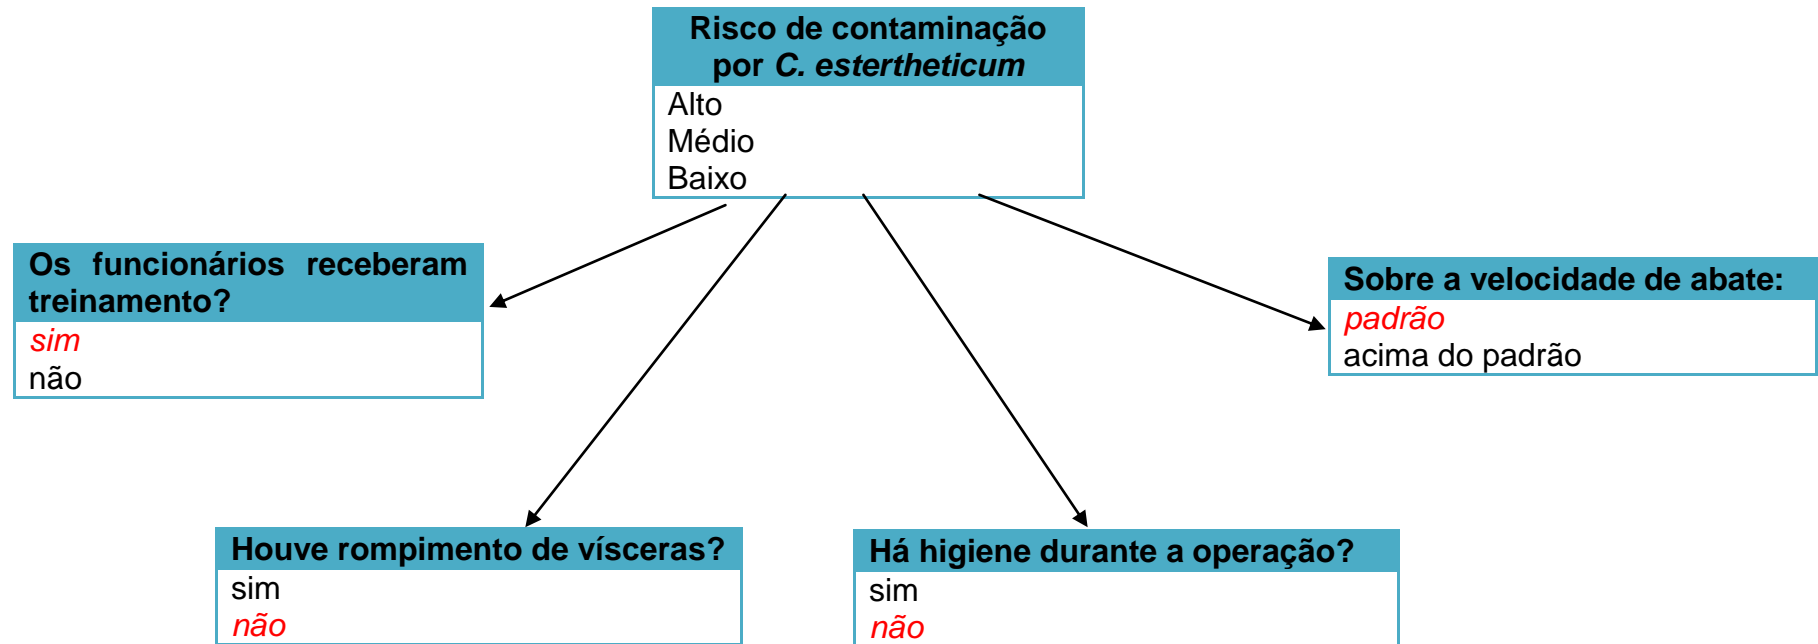 Risco de contaminação
por C. estertheticum
Alto
Médio
Baixo
Os funcionários receberam
treinamento?
sim
não
Sobre a velocidade de abate:
padrão
acima do padrão
Houve rompimento de vísceras?
sim
não
Há higiene durante a operação?
sim
não